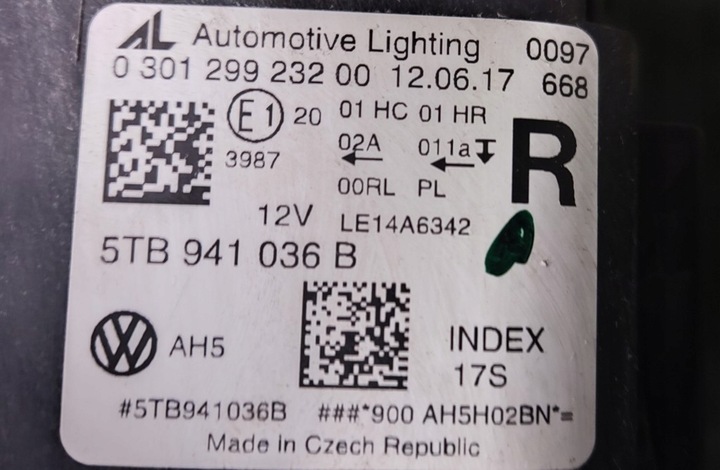 AL Automotive Lighting 0097
0 301 299 232 00 12.06.17 668
E1 20 01 HC 01 HR
3987 02A 011a R
00RL PL
12V LE14A6342
5TB 941 036 B
VW AH5 INDEX
17S
#5TB941036B ###*900 AH5H02BN*=
Made in Czech Republic